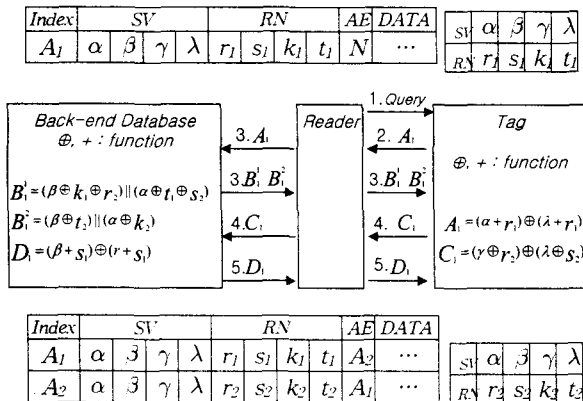 Index SV RN AE DATA
A₁ α β γ λ r₁ s₁ k₁ t₁ N ···
SV α β γ λ
RN r₁ s₁ k₁ t₁
Back-end Database
⊕, + : function
B₁¹=(β⊕k₁⊕r₂)||(α⊕t₁⊕s₂)
B₁²=(β⊕t₂)||(α⊕k₂)
D₁=(β+s₁)⊕(r+s₁)
3.A₁
3.B₁¹ B₁²
4.C₁
5.D₁
Reader
1.Query
2. A₁
3.B₁¹ B₁²
4. C₁
5.D₁
Tag
⊕, + : function
A₁=(α+r₁)⊕(λ+r₁)
C₁=(γ⊕r₂)⊕(λ⊕s₂)
Index SV RN AE DATA
A₁ α β γ λ r₁ s₁ k₁ t₁ A₂ ···
A₂ α β γ λ r₂ s₂ k₂ t₂ A₁ ···
SV α β γ λ
RN r₂ s₂ k₂ t₂